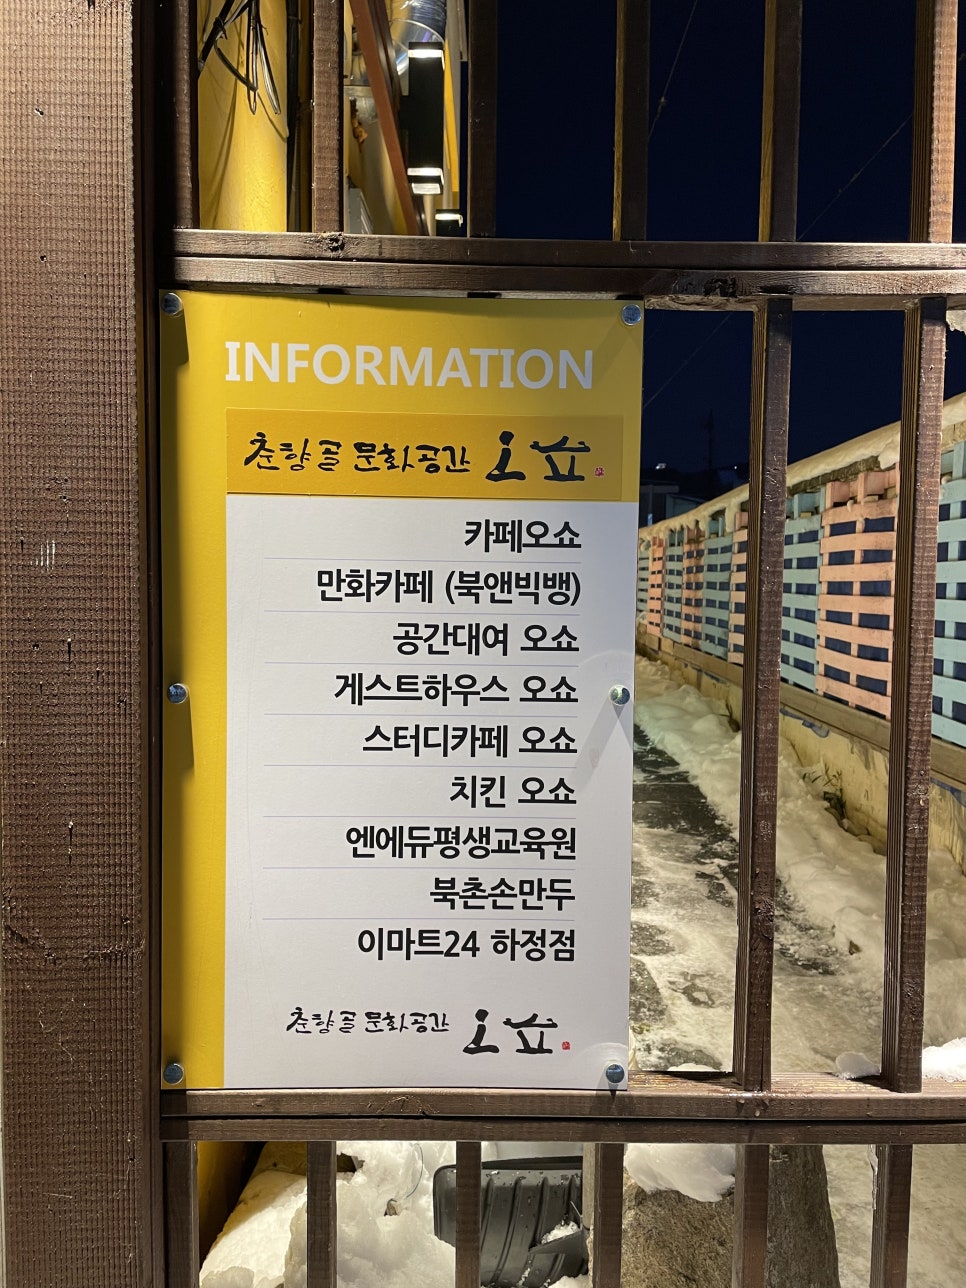 INFORMATION
춘향골 문화공간 오쇼
카페오쇼
만화카페 (북앤빅뱅)
공간대여 오쇼
게스트하우스 오쇼
스터디카페 오쇼
치킨 오쇼
엔에듀평생교육원
북촌손만두
이마트24 하정점
춘향골 문화공간 오쇼